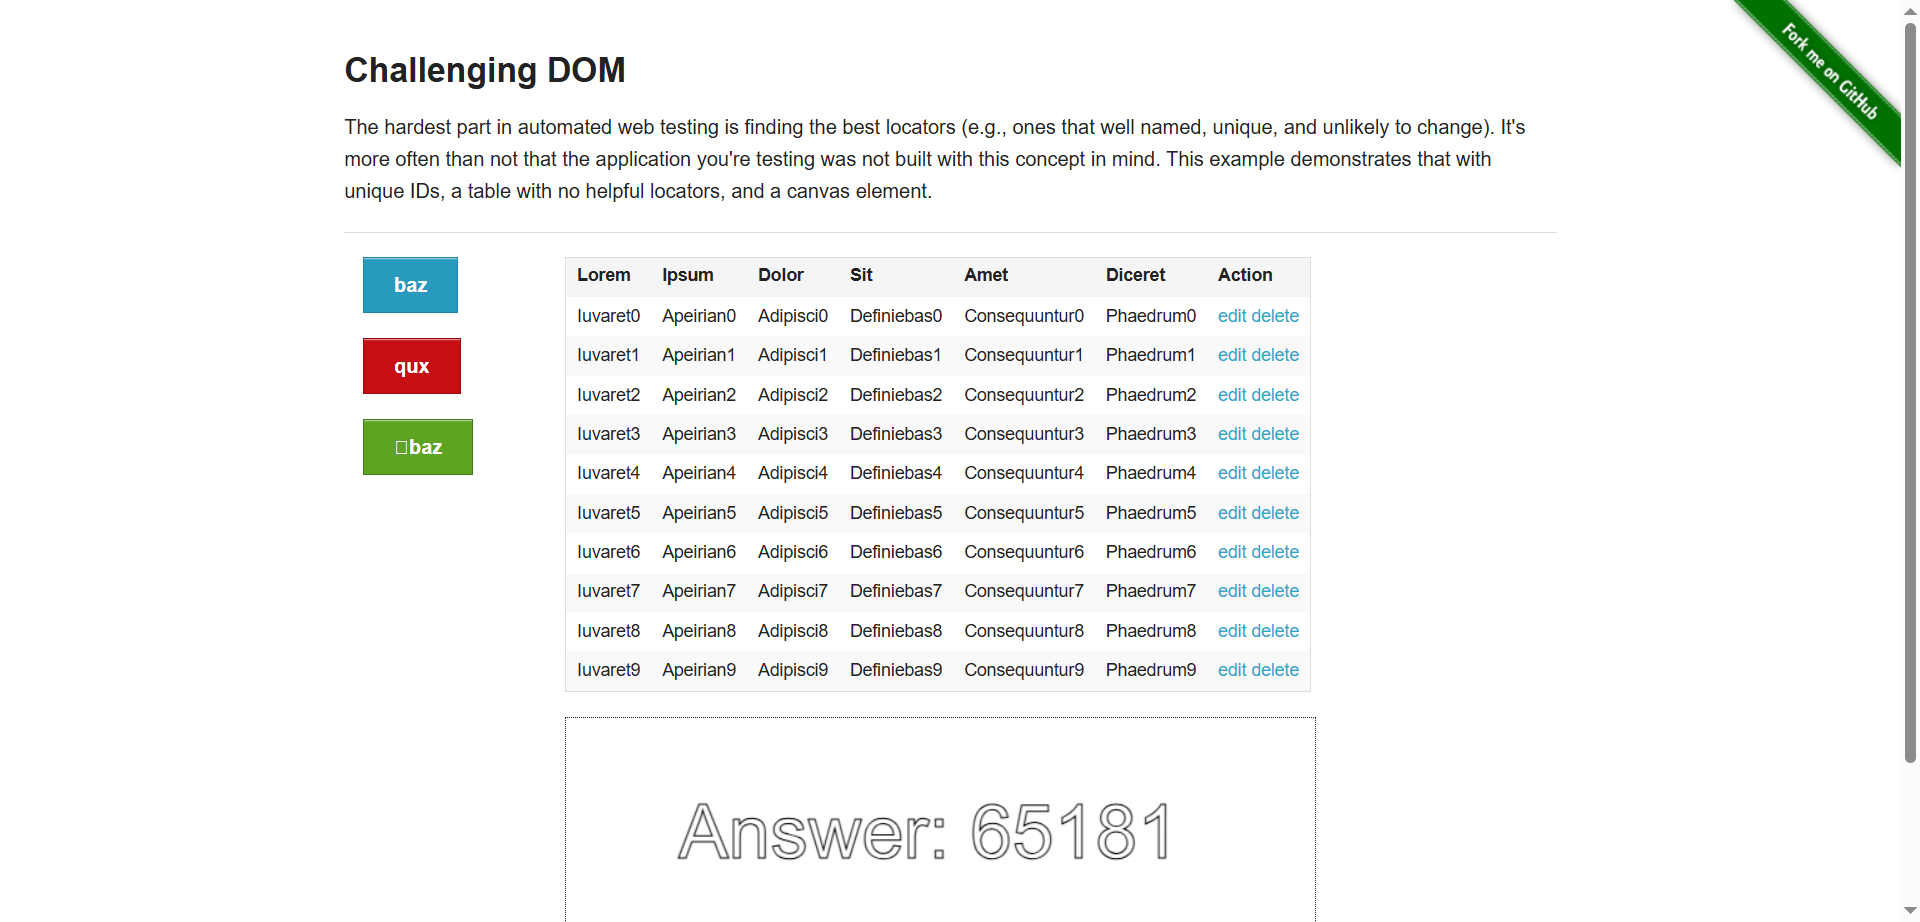 Fork me on GitHub
Challenging DOM
The hardest part in automated web testing is finding the best locators (e.g., ones that well named, unique, and unlikely to change). It's
more often than not that the application you're testing was not built with this concept in mind. This example demonstrates that with
unique IDs, a table with no helpful locators, and a canvas element.
baz
qux
baz
Lorem Ipsum Dolor Sit Amet Diceret Action
Iuvaret0 Apeirian0 Adipisci0 Definiebas0 Consequuntur0 Phaedrum0 edit delete
Iuvaret1 Apeirian1 Adipisci1 Definiebas1 Consequuntur1 Phaedrum1 edit delete
Iuvaret2 Apeirian2 Adipisci2 Definiebas2 Consequuntur2 Phaedrum2 edit delete
Iuvaret3 Apeirian3 Adipisci3 Definiebas3 Consequuntur3 Phaedrum3 edit delete
Iuvaret4 Apeirian4 Adipisci4 Definiebas4 Consequuntur4 Phaedrum4 edit delete
Iuvaret5 Apeirian5 Adipisci5 Definiebas5 Consequuntur5 Phaedrum5 edit delete
Iuvaret6 Apeirian6 Adipisci6 Definiebas6 Consequuntur6 Phaedrum6 edit delete
Iuvaret7 Apeirian7 Adipisci7 Definiebas7 Consequuntur7 Phaedrum7 edit delete
Iuvaret8 Apeirian8 Adipisci8 Definiebas8 Consequuntur8 Phaedrum8 edit delete
Iuvaret9 Apeirian9 Adipisci9 Definiebas9 Consequuntur9 Phaedrum9 edit delete
Answer: 65181